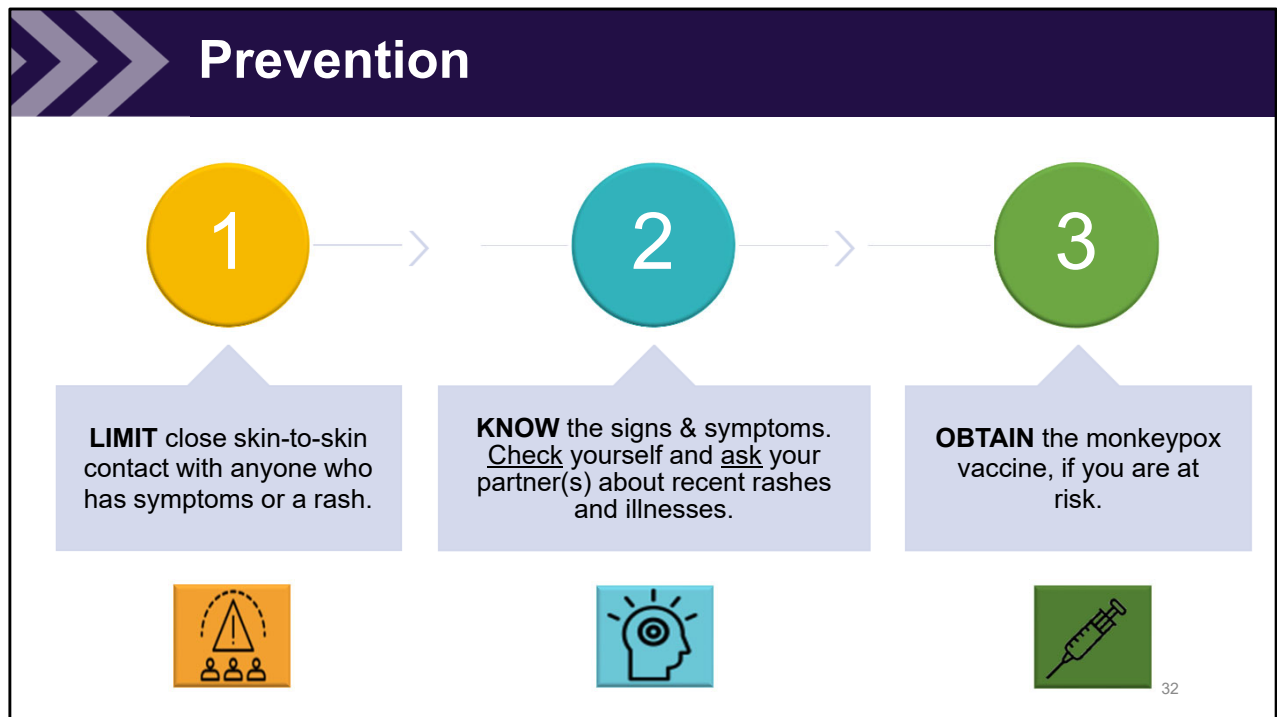 Prevention
1
2
3
LIMIT close skin-to-skin
contact with anyone who
has symptoms or a rash.
KNOW the signs & symptoms.
Check yourself and ask your
partner(s) about recent rashes
and illnesses.
OBTAIN the monkeypox
vaccine, if you are at
risk.
32